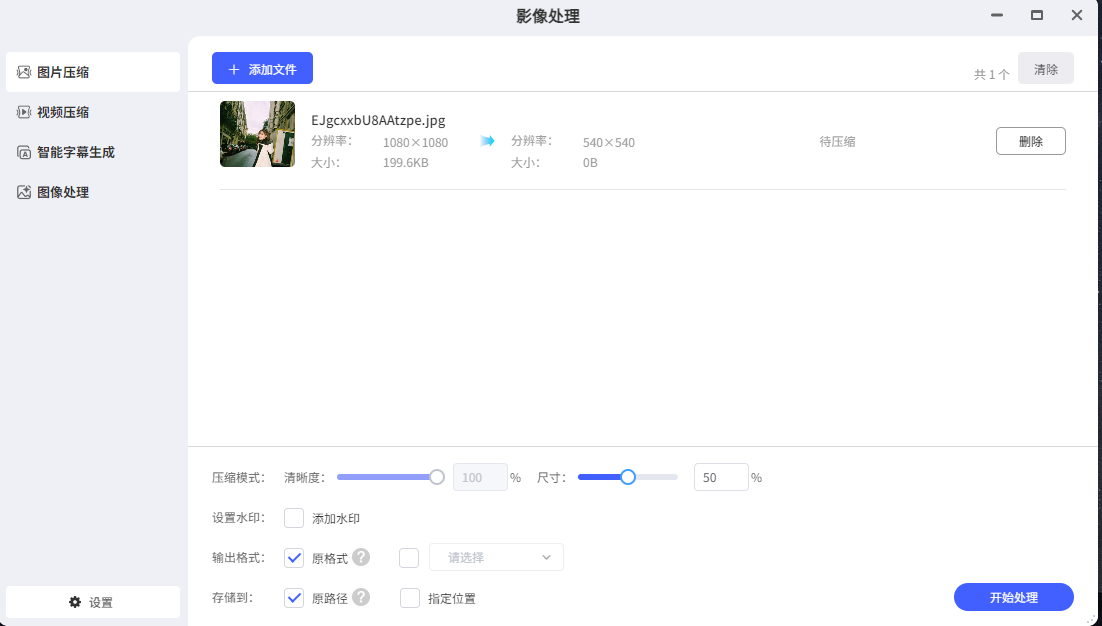 影像处理
图片压缩
视频压缩
智能字幕生成
图像处理
设置
添加文件
共 1 个
清除
EJgcxxbU8AAtzpe.jpg
分辨率： 1080×1080 分辨率： 540×540
大小： 199.6KB 大小： 0B
待压缩
删除
压缩模式： 清晰度： 100 % 尺寸： 50 %
设置水印： 添加水印
输出格式： 原格式 ? 请选择
存储到： 原路径 ? 指定位置
开始处理